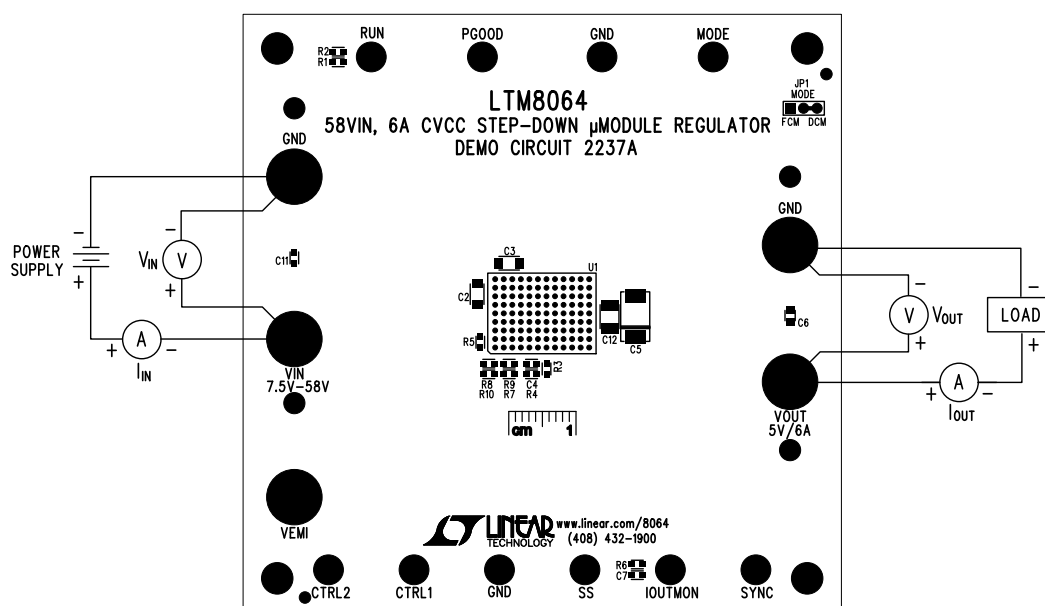 RUN PGOOD GND MODE
R2
R1
JP1
MODE
FCM DCM
LTM8064
58VIN, 6A CVCC STEP-DOWN µMODULE REGULATOR
DEMO CIRCUIT 2237A
GND
GND
POWER
SUPPLY
- +
VIN
- V +
C11
+ A -
IIN
VIN
7.5V-58V
C3
U1
C2
R5
C12
C5
R3
R8 R9 C4
R10 R7 R4
cm 1
C6
- V +
VOUT
- LOAD +
+ A -
IOUT
VOUT
5V/6A
VEMI
LINEAR
TECHNOLOGY
www.linear.com/8064
(408) 432-1900
R6
C7
CTRL2 CTRL1 GND SS IOUTMON SYNC